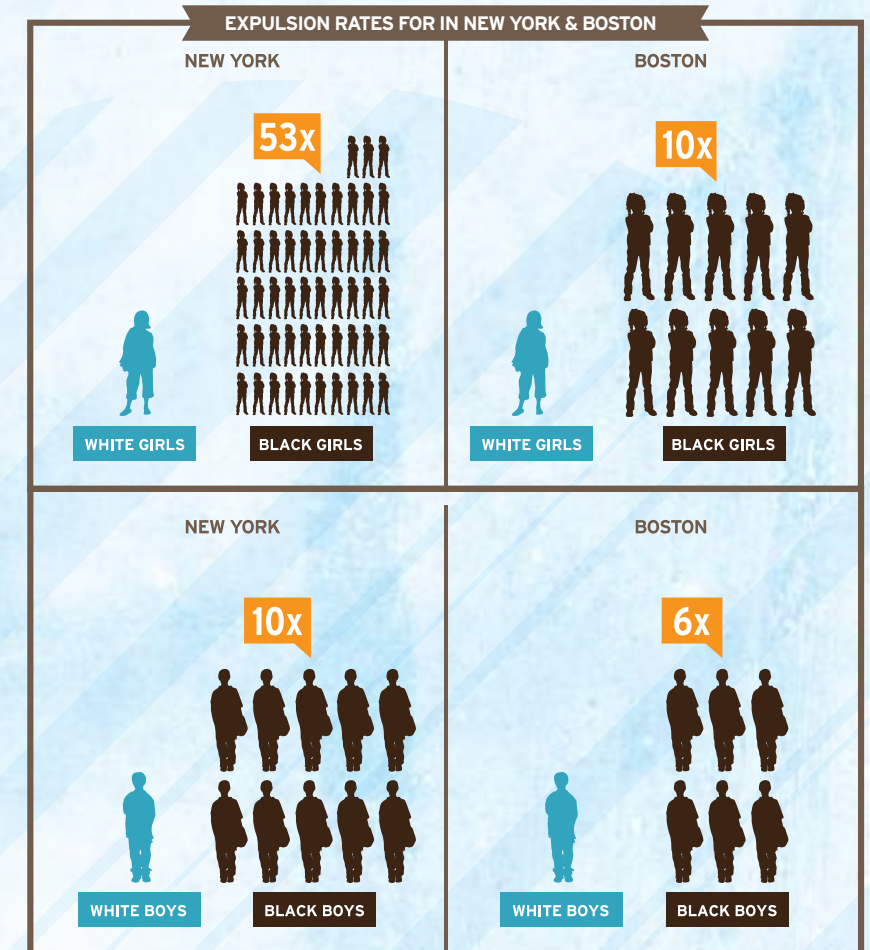 EXPULSION RATES FOR IN NEW YORK & BOSTON
NEW YORK
53x
WHITE GIRLS
BLACK GIRLS
BOSTON
10x
WHITE GIRLS
BLACK GIRLS
NEW YORK
10x
WHITE BOYS
BLACK BOYS
BOSTON
6x
WHITE BOYS
BLACK BOYS